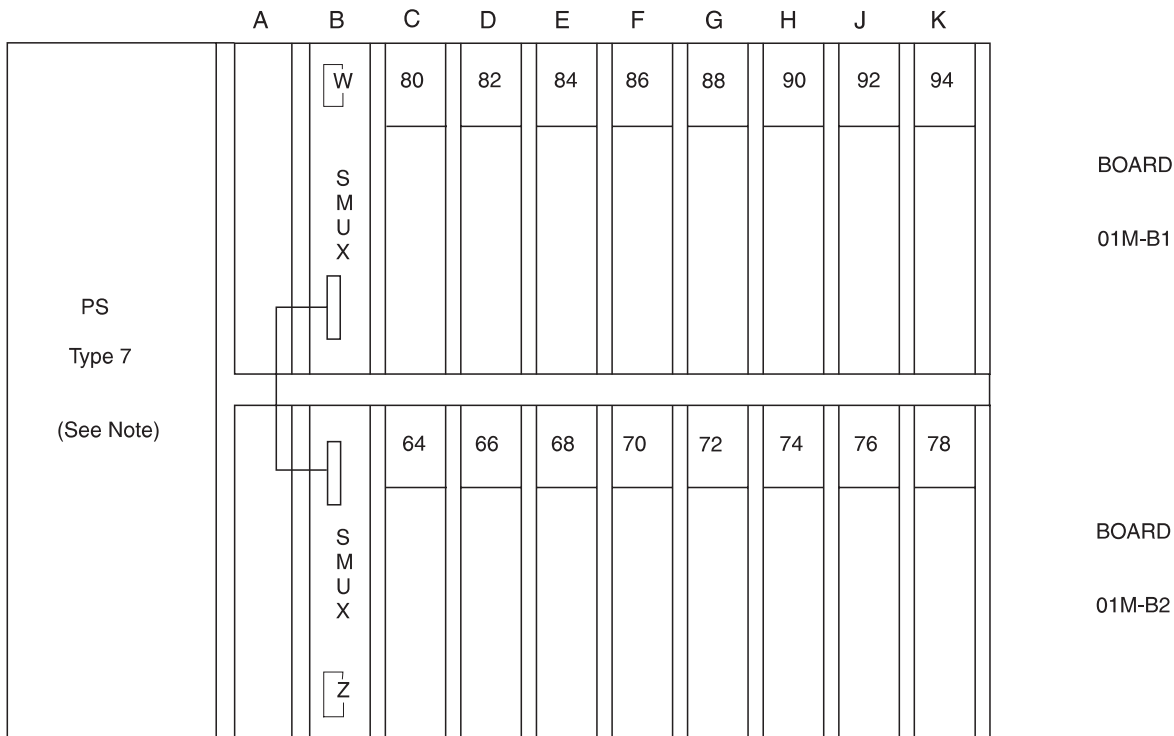 A B C D E F G H J K
W 80 82 84 86 88 90 92 94
BOARD
S
M
U
X
01M-B1
PS
Type 7
(See Note)
64 66 68 70 72 74 76 78
S
M
U
X
BOARD
01M-B2
Z